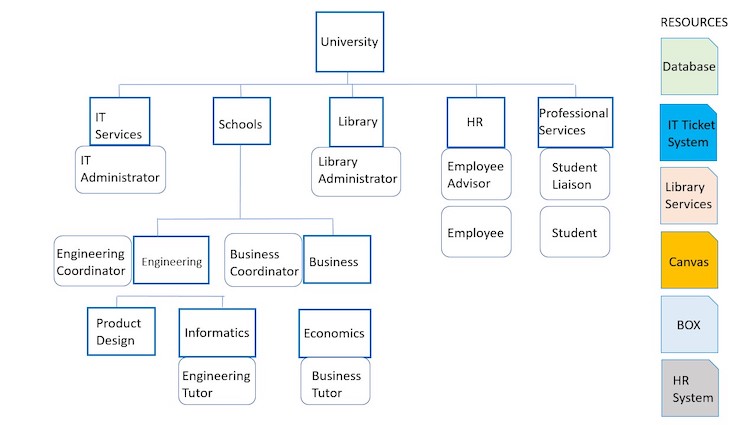 University
RESOURCES
Database
IT
Services
Schools
Library
HR
Professional
Services
IT Ticket
System
IT
Administrator
Library
Administrator
Employee
Advisor
Student
Liaison
Library
Services
Employee
Student
Engineering
Coordinator
Engineering
Business
Coordinator
Business
Canvas
Product
Design
Informatics
Economics
BOX
Engineering
Tutor
Business
Tutor
HR
System